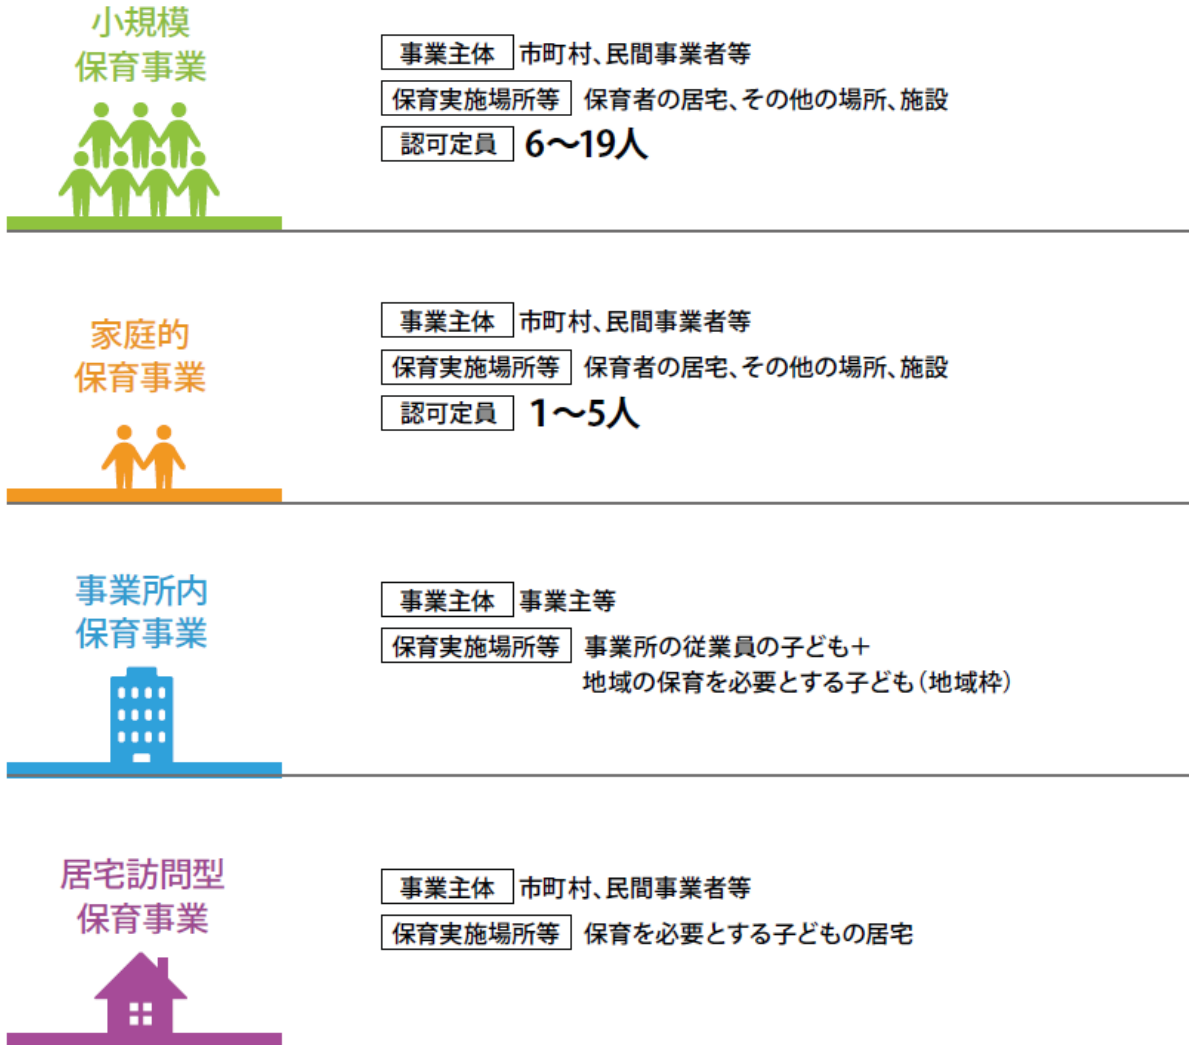 小規模
保育事業
事業主体 市町村、民間事業者等
保育実施場所等 保育者の居宅、その他の場所、施設
認可定員 6〜19人
家庭的
保育事業
事業主体 市町村、民間事業者等
保育実施場所等 保育者の居宅、その他の場所、施設
認可定員 1〜5人
事業所内
保育事業
事業主体 事業主等
保育実施場所等 事業所の従業員の子ども＋
地域の保育を必要とする子ども（地域枠）
居宅訪問型
保育事業
事業主体 市町村、民間事業者等
保育実施場所等 保育を必要とする子どもの居宅